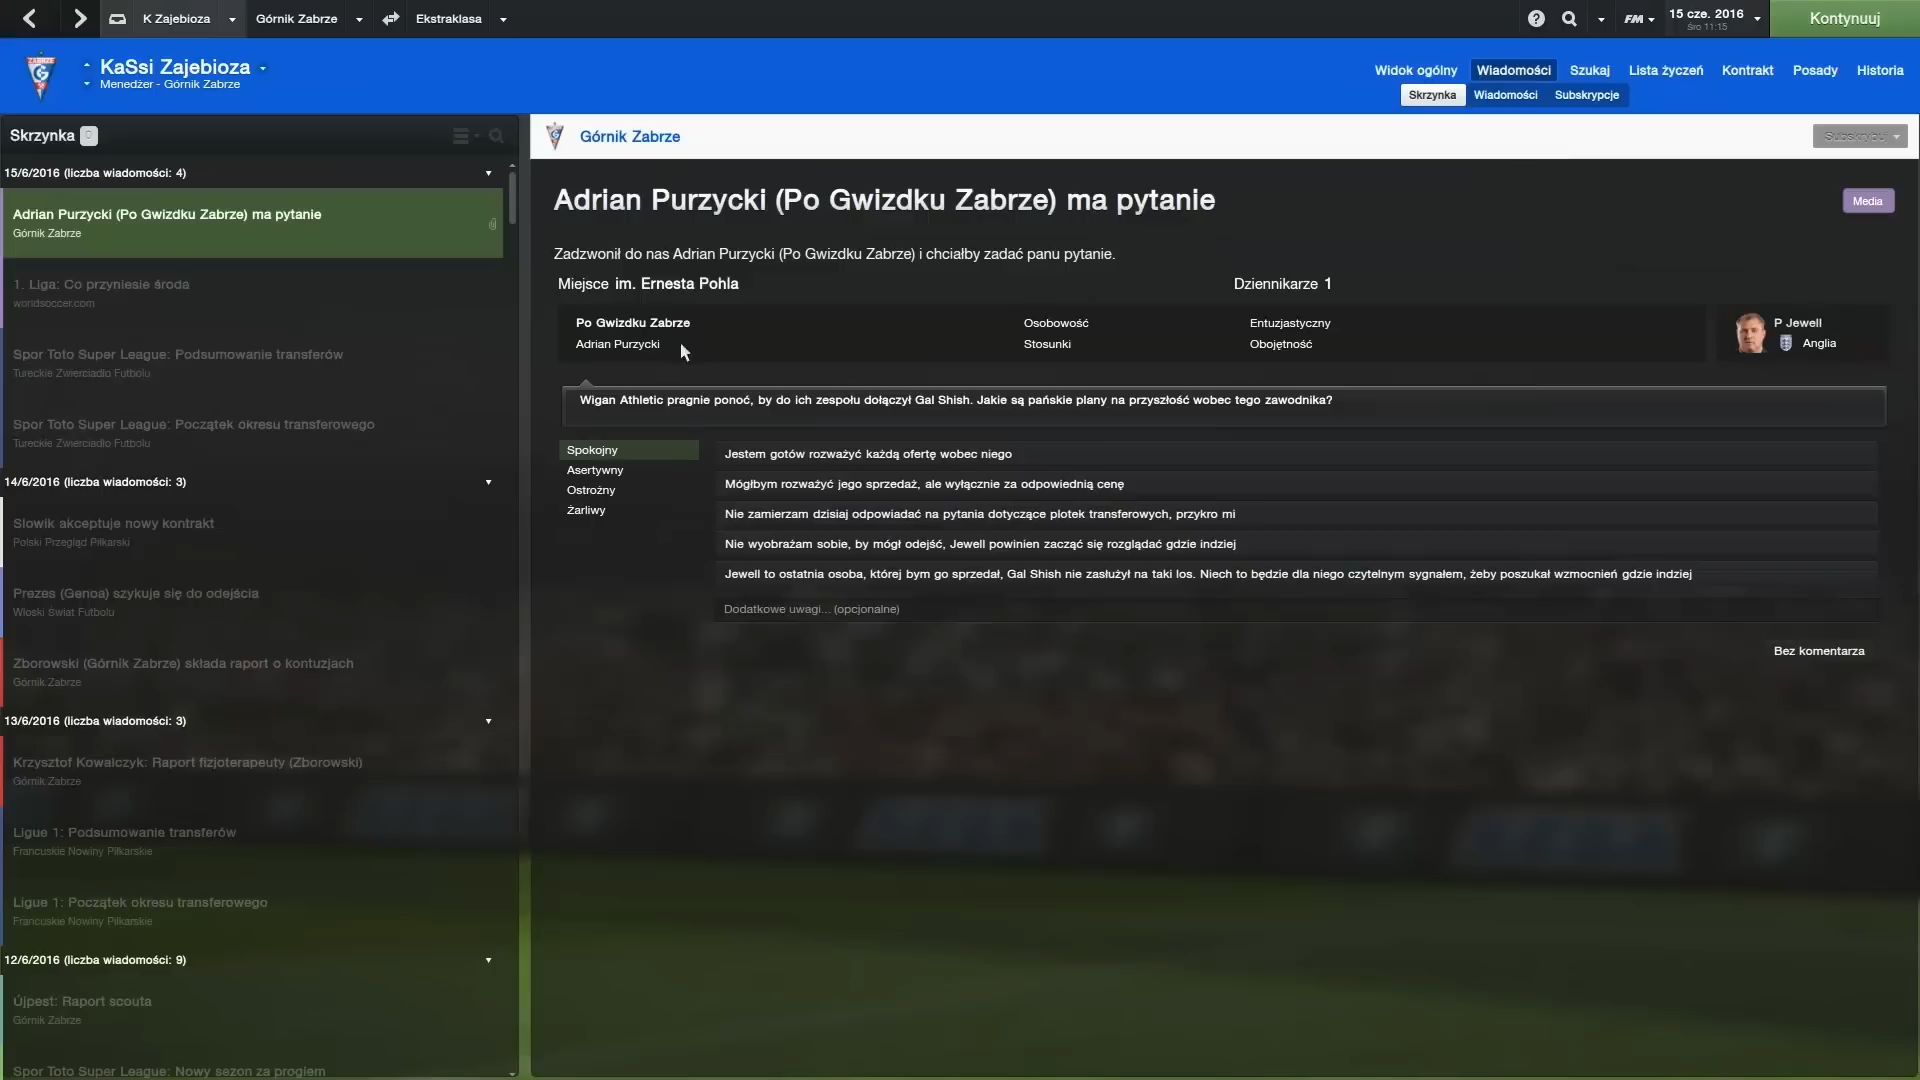 K Zajebioza
Górnik Zabrze
Ekstraklasa
FM
15 cze. 2016
Śro 11:15
Kontynuuj
KaSsi Zajebioza
Menedżer - Górnik Zabrze
Widok ogólny
Wiadomości
Szukaj
Lista życzeń
Kontrakt
Posady
Historia
Skrzynka
Wiadomości
Subskrypcje
Skrzynka
15/6/2016 (liczba wiadomości: 4)
Adrian Purzycki (Po Gwizdku Zabrze) ma pytanie
Górnik Zabrze
1. Liga: Co przyniesie środa
worldsoccer.com
Spor Toto Super League: Podsumowanie transferów
Tureckie Zwierciadło Futbolu
Spor Toto Super League: Początek okresu transferowego
Tureckie Zwierciadło Futbolu
14/6/2016 (liczba wiadomości: 3)
Slowik akceptuje nowy kontrakt
Polski Przegląd Piłkarski
Prezes (Genoa) szykuje się do odejścia
Włoski Świat Futbolu
Zborowski (Górnik Zabrze) składa raport o kontuzjach
Górnik Zabrze
13/6/2016 (liczba wiadomości: 3)
Krzysztof Kowalczyk: Raport fizjoterapeuty (Zborowski)
Górnik Zabrze
Ligue 1: Podsumowanie transferów
Francuskie Nowiny Piłkarskie
Ligue 1: Początek okresu transferowego
Francuskie Nowiny Piłkarskie
12/6/2016 (liczba wiadomości: 9)
Újpest: Raport scouta
Górnik Zabrze
Spor Toto Super League: Nowy sezon za progiem
Górnik Zabrze
Subskrybuj
Adrian Purzycki (Po Gwizdku Zabrze) ma pytanie
Media
Zadzwonił do nas Adrian Purzycki (Po Gwizdku Zabrze) i chciałby zadać panu pytanie.
Miejsce im. Ernesta Pohla
Dziennikarze 1
Po Gwizdku Zabrze
Osobowość
Entuzjastyczny
P Jewell
Adrian Purzycki
Stosunki
Obojętność
Anglia
Wigan Athletic pragnie ponoć, by do ich zespołu dołączył Gal Shish. Jakie są pańskie plany na przyszłość wobec tego zawodnika?
Spokojny
Asertywny
Ostrożny
Żarliwy
Jestem gotów rozważyć każdą ofertę wobec niego
Mógłbym rozważyć jego sprzedaż, ale wyłącznie za odpowiednią cenę
Nie zamierzam dzisiaj odpowiadać na pytania dotyczące plotek transferowych, przykro mi
Nie wyobrażam sobie, by mógł odejść, Jewell powinien zacząć się rozglądać gdzie indziej
Jewell to ostatnia osoba, której bym go sprzedał, Gal Shish nie zasłużył na taki los. Niech to będzie dla niego czytelnym sygnałem, żeby poszukał wzmocnień gdzie indziej
Dodatkowe uwagi... (opcjonalne)
Bez komentarza